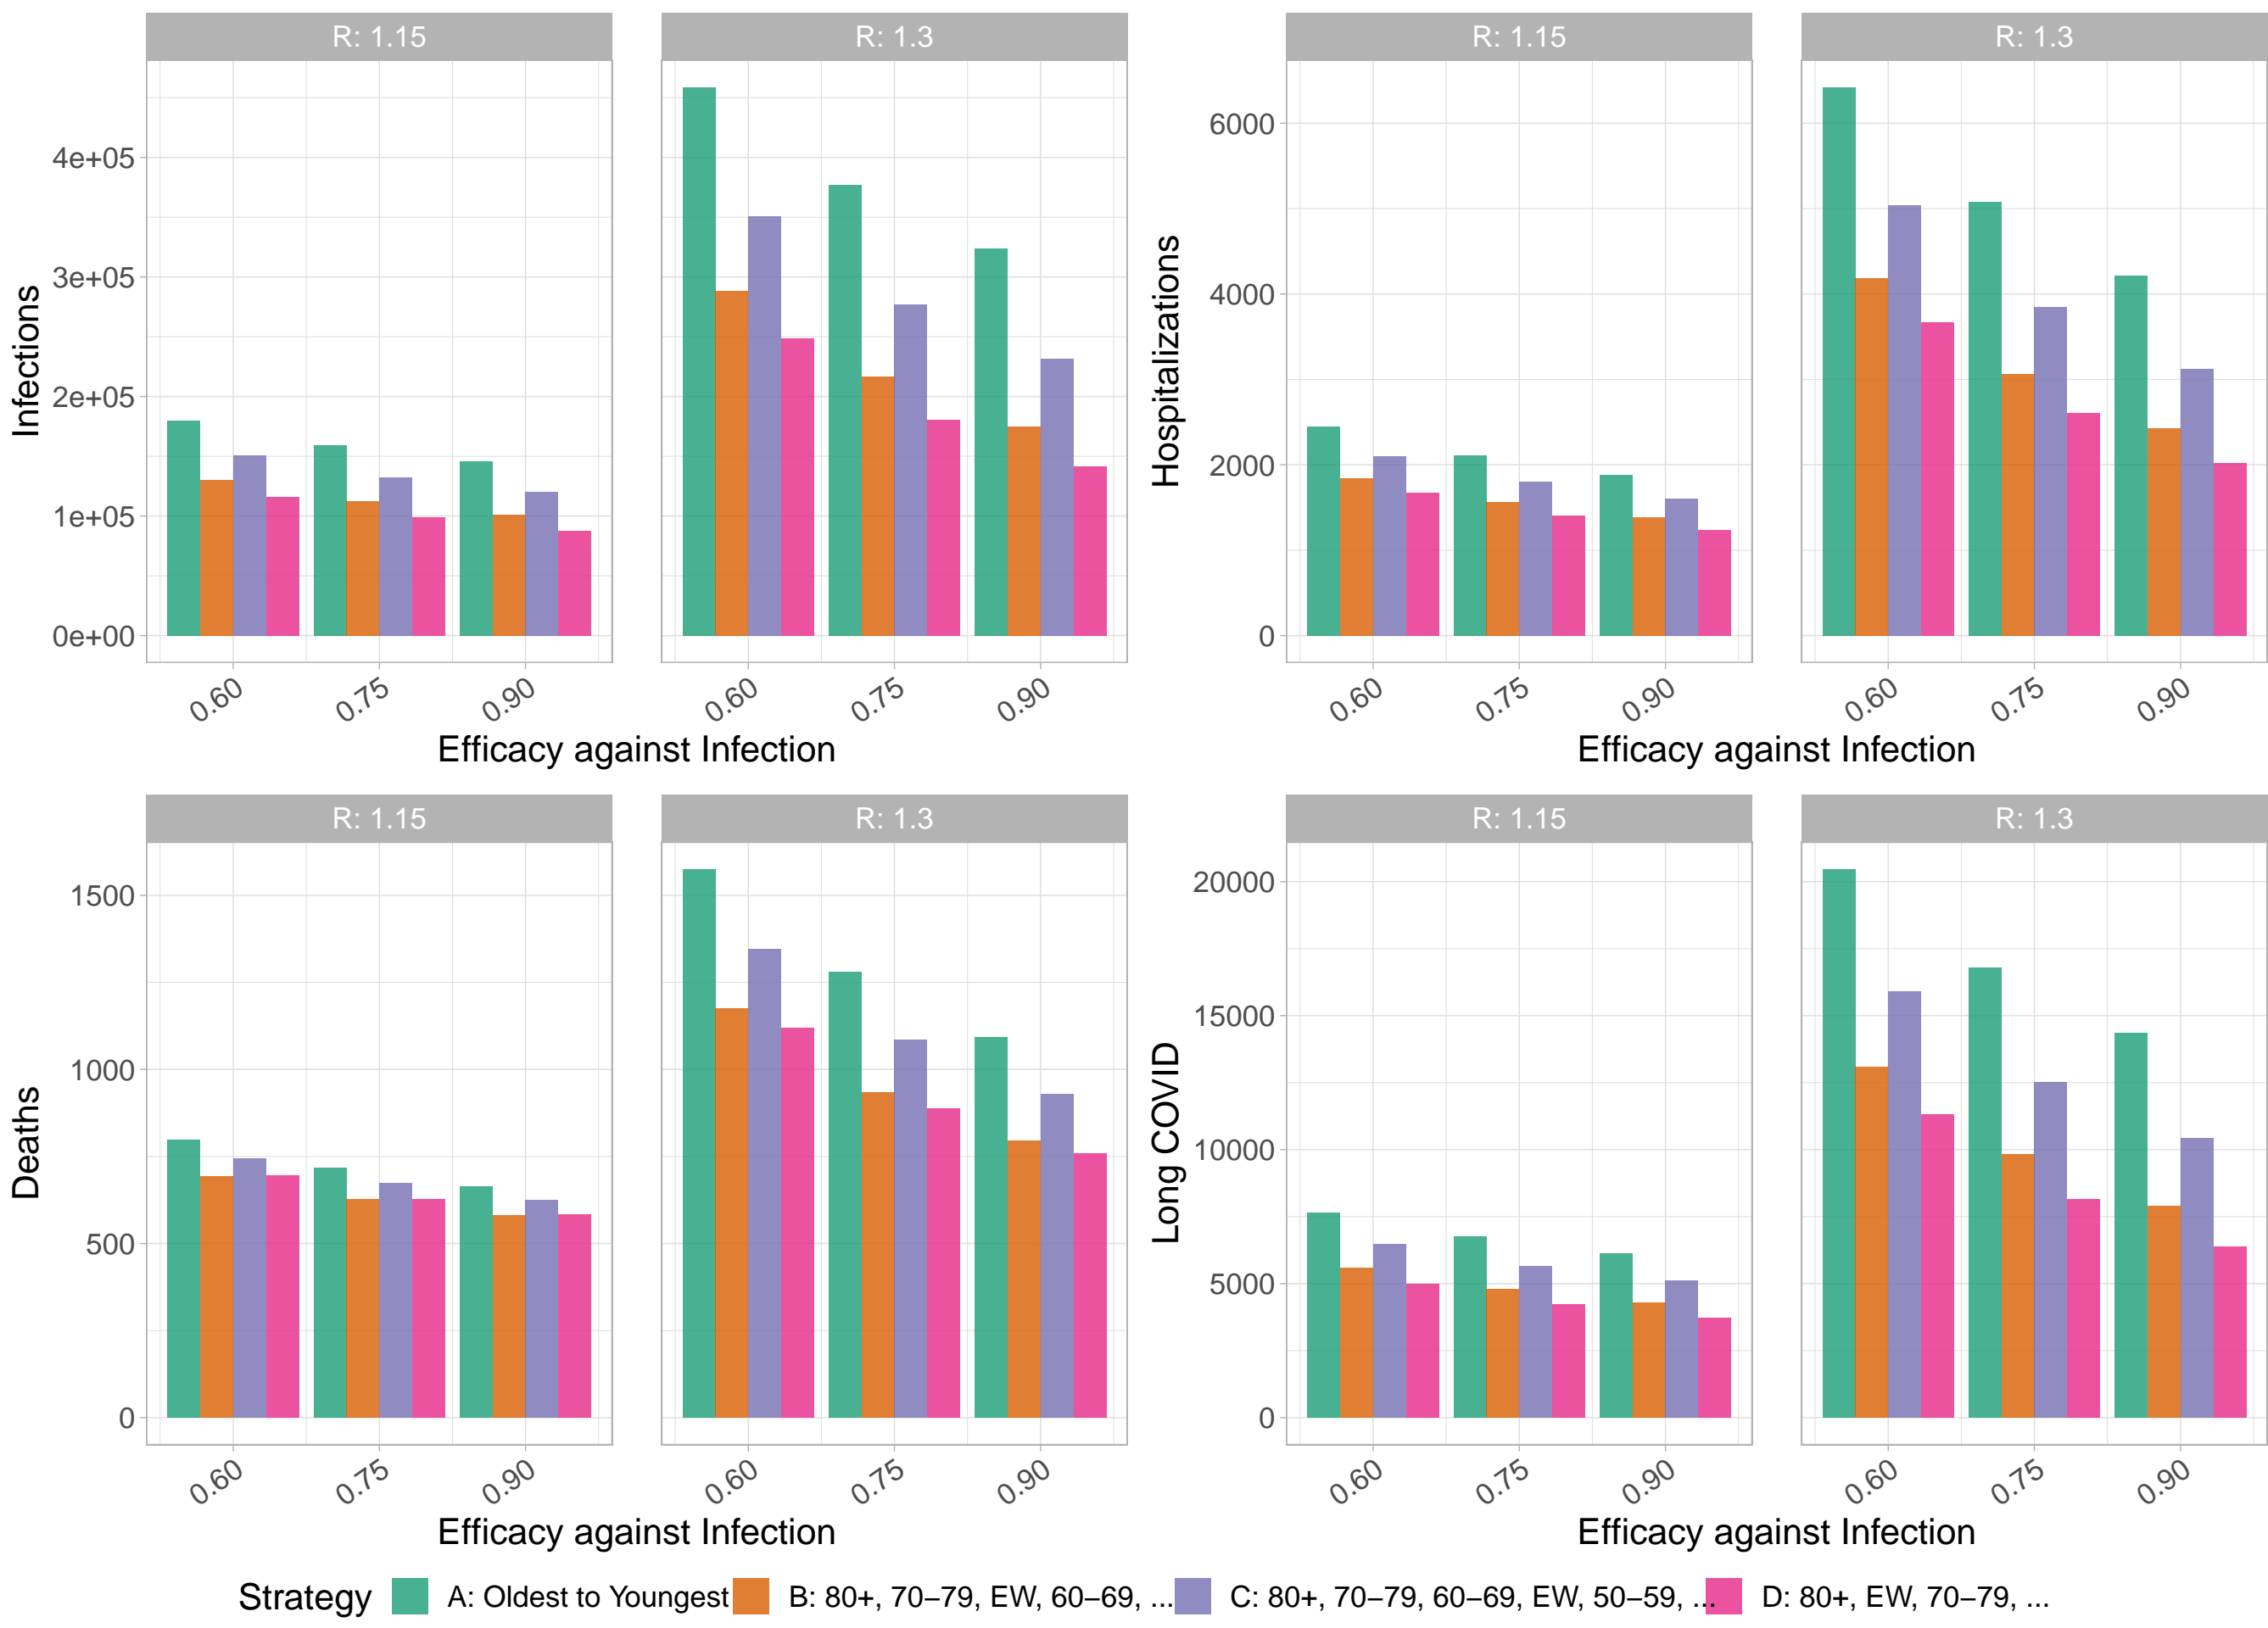 R: 1.15
R: 1.3
Infections
4e+05
3e+05
2e+05
1e+05
0e+00
0.60
0.75
0.90
0.60
0.75
0.90
Efficacy against Infection
R: 1.15
R: 1.3
Hospitalizations
6000
4000
2000
0
0.60
0.75
0.90
0.60
0.75
0.90
Efficacy against Infection
R: 1.15
R: 1.3
Deaths
1500
1000
500
0
0.60
0.75
0.90
0.60
0.75
0.90
Efficacy against Infection
R: 1.15
R: 1.3
Long COVID
20000
15000
10000
5000
0
0.60
0.75
0.90
0.60
0.75
0.90
Efficacy against Infection
Strategy
A: Oldest to Youngest
B: 80+, 70−79, EW, 60−69, ...
C: 80+, 70−79, 60−69, EW, 50−59, ...
D: 80+, EW, 70−79, ...